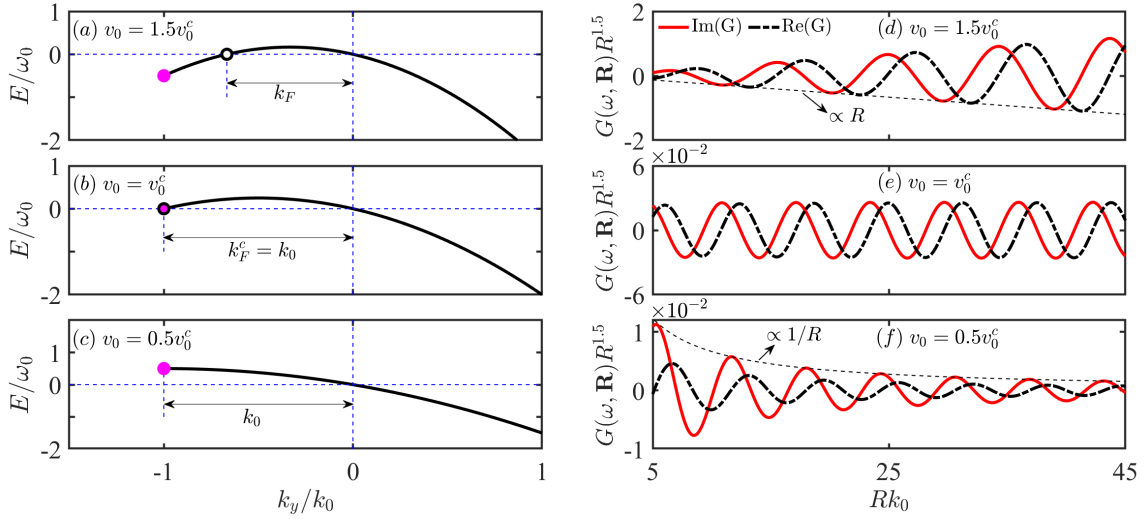 (a) v₀ = 1.5v₀ᶜ
E/ω₀
1
0
-2
k_F
(b) v₀ = v₀ᶜ
E/ω₀
1
0
-2
k_Fᶜ = k₀
(c) v₀ = 0.5v₀ᶜ
E/ω₀
1
0
-2
k₀
-1 0 1
k_y/k₀
Im(G) Re(G) (d) v₀ = 1.5v₀ᶜ
G(ω, R)R^1.5
2
0
-2
∝ R
×10⁻²
(e) v₀ = v₀ᶜ
G(ω, R)R^1.5
6
0
-6
×10⁻²
(f) v₀ = 0.5v₀ᶜ
G(ω, R)R^1.5
1
0
-1
∝ 1/R
5 25 45
Rk₀